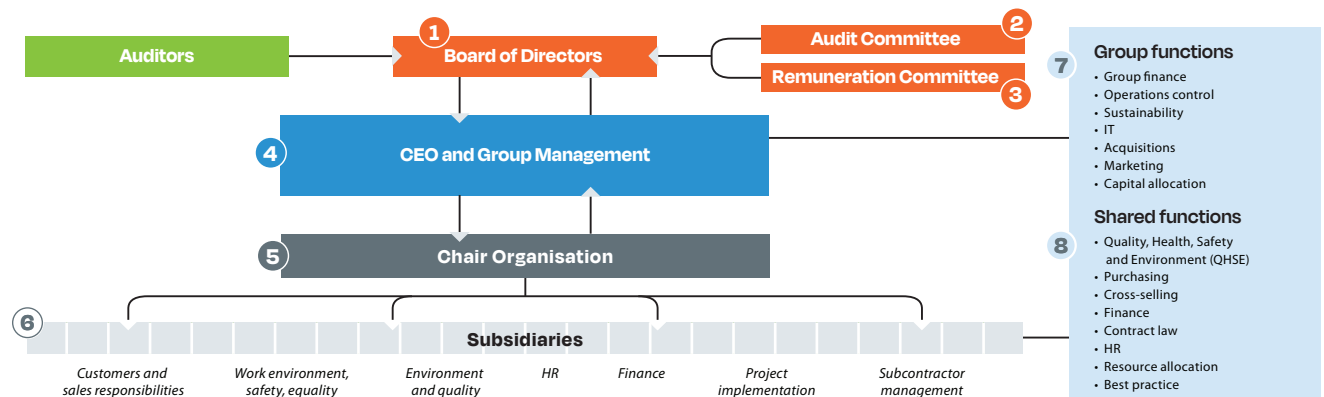 1
2
Auditors
Board of Directors
Audit Committee
Remuneration Committee
3
4
CEO and Group Management
5
Chair Organisation
6
Subsidiaries
Customers and
sales responsibilities
Work environment,
safety, equality
Environment
and quality
HR
Finance
Project
implementation
Subcontractor
management
7
Group functions
• Group finance
• Operations control
• Sustainability
• IT
• Acquisitions
• Marketing
• Capital allocation
8
Shared functions
• Quality, Health, Safety
and Environment (QHSE)
• Purchasing
• Cross-selling
• Finance
• Contract law
• HR
• Resource allocation
• Best practice